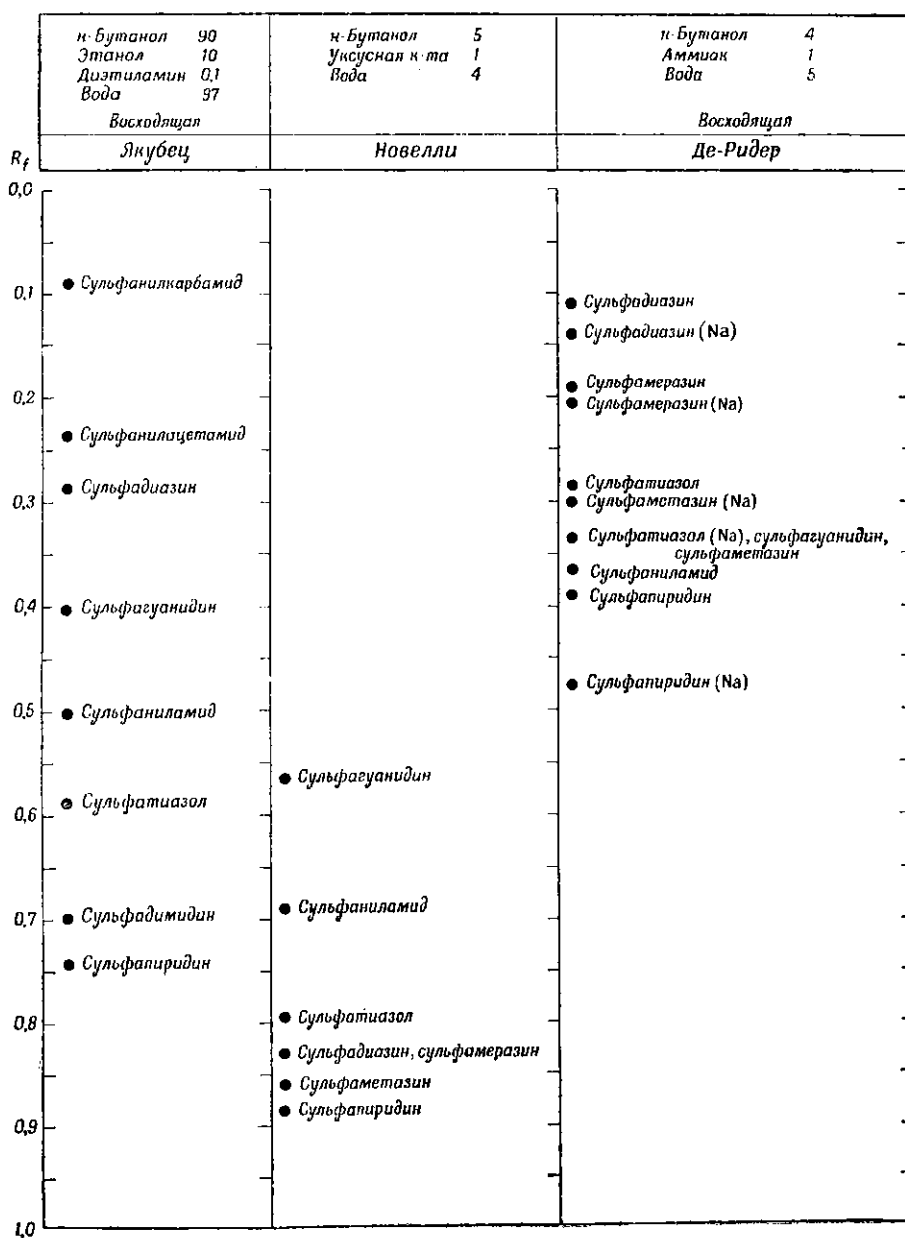 н-Бутанол 90
Этанол 10
Диэтиламин 0,1
Вода 97
Восходящая
Якубец
н-Бутанол 5
Уксусная к-та 1
Вода 4
Новелли
н-Бутанол 4
Аммиак 1
Вода 5
Восходящая
Де-Ридер
Rf
0,0
0,1
0,2
0,3
0,4
0,5
0,6
0,7
0,8
0,9
1,0
Сульфанилкарбамид
Сульфанилацетамид
Сульфадиазин
Сульфагуанидин
Сульфаниламид
Сульфатиазол
Сульфадимидин
Сульфапиридин
Сульфагуанидин
Сульфаниламид
Сульфатиазол
Сульфадиазин, сульфамеразин
Сульфаметазин
Сульфапиридин
Сульфадиазин
Сульфадиазин (Na)
Сульфамеразин
Сульфамеразин (Na)
Сульфатиазол
Сульфаметазин (Na)
Сульфатиазол (Na), сульфагуанидин,
сульфаметазин
Сульфаниламид
Сульфапиридин
Сульфапиридин (Na)